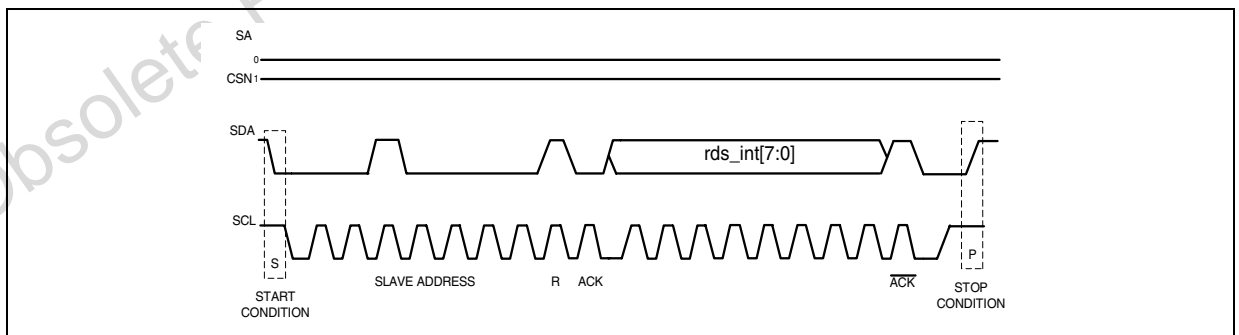 Obsolete
SA
0
CSN 1
SDA
rds_int[7:0]
SCL
S
P
SLAVE ADDRESS
R
ACK
ACK
START
CONDITION
STOP
CONDITION